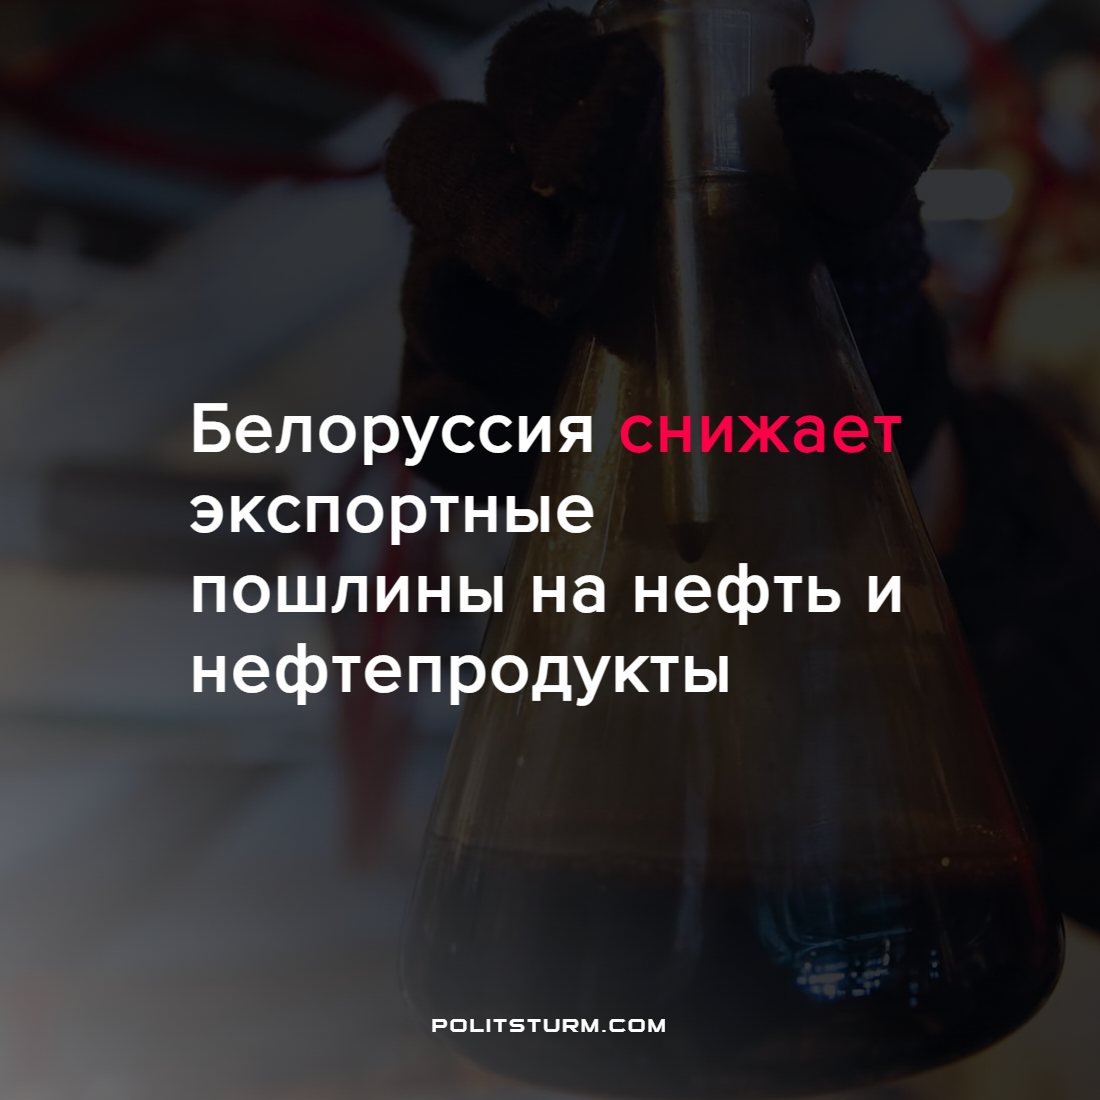 Белоруссия снижает
экспортные
пошлины на нефть и
нефтепродукты
POLITSTURM.COM